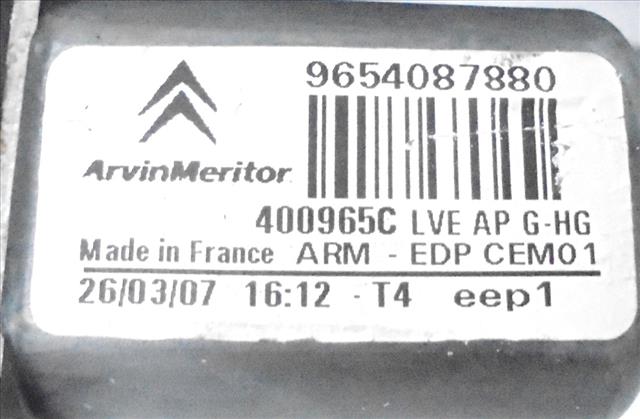 9654087880
ArvinMeritor
400965C LVE AP G-HG
Made in France ARM - EDP CEM01
26/03/07 16:12 - T4 eep1